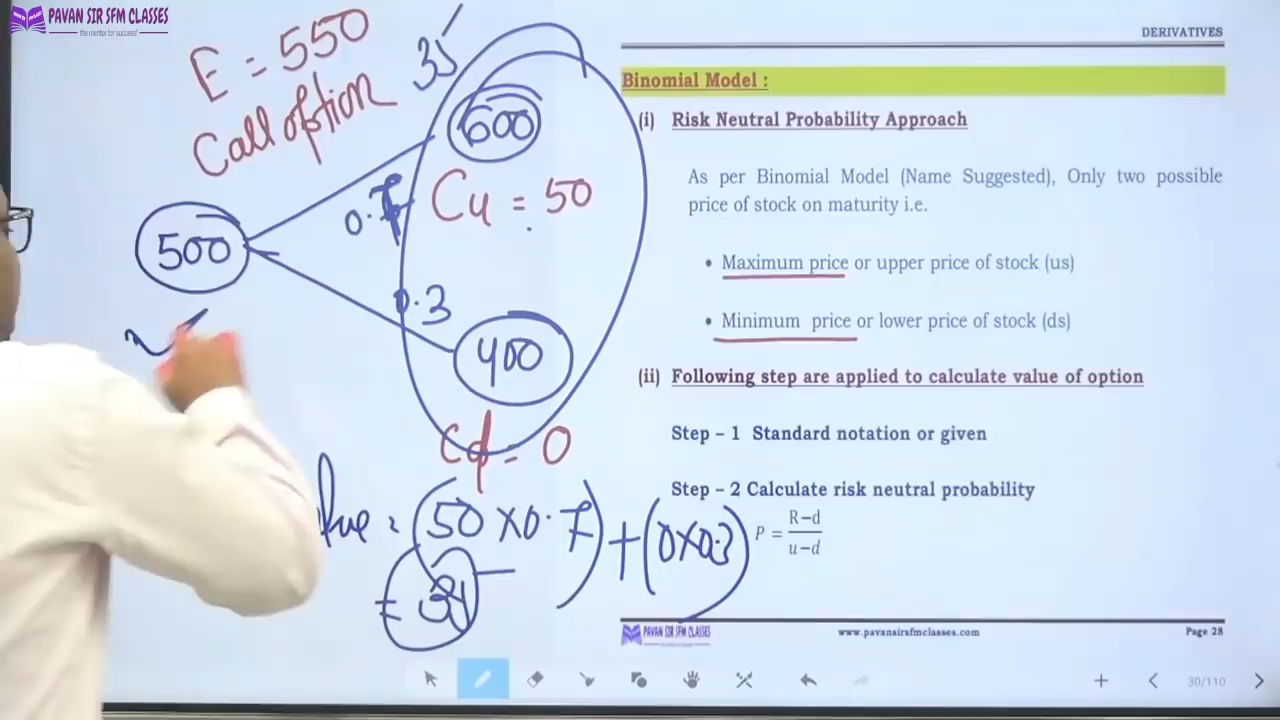 PAVAN SIR SFM CLASSES
the mentor for success!
E = 550
Call option
35
600
Cu = 50
0.7
500
0.3
400
Cd = 0
= (50 × 0.7) + (0 × 0.3)
= 35
DERIVATIVES
Binomial Model :
(i) Risk Neutral Probability Approach
As per Binomial Model (Name Suggested), Only two possible
price of stock on maturity i.e.
• Maximum price or upper price of stock (us)
• Minimum price or lower price of stock (ds)
(ii) Following step are applied to calculate value of option
Step – 1 Standard notation or given
Step – 2 Calculate risk neutral probability
P = R–d / u–d
PAVAN SIR SFM CLASSES
www.pavansirsfmclasses.com
Page 28
30/110